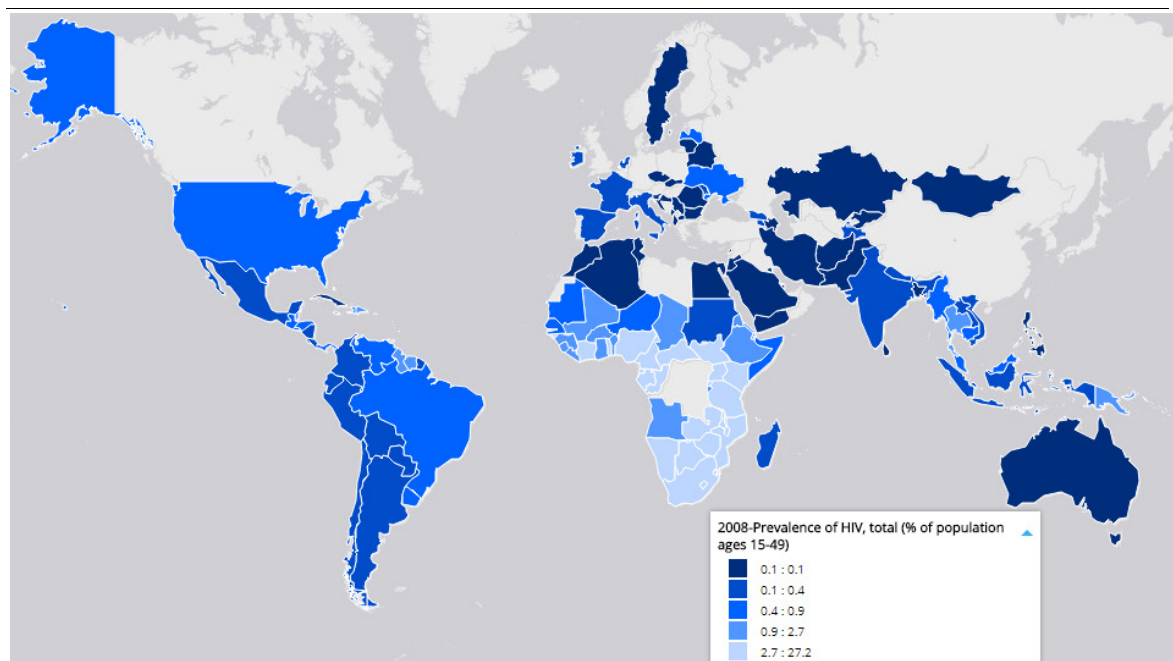 2008-Prevalence of HIV, total (% of population
ages 15-49)
0.1 : 0.1
0.1 : 0.4
0.4 : 0.9
0.9 : 2.7
2.7 : 27.2